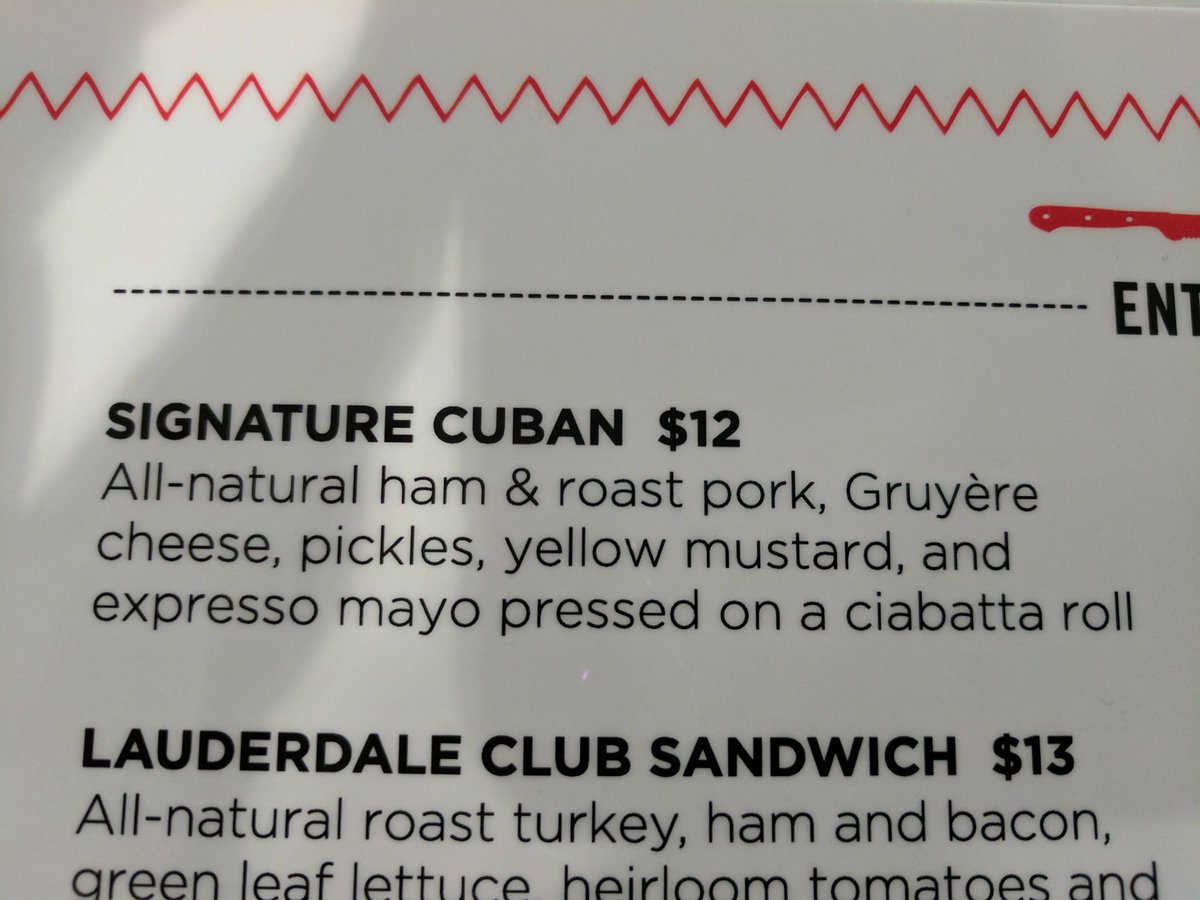 ENT
SIGNATURE CUBAN $12
All-natural ham & roast pork, Gruyère
cheese, pickles, yellow mustard, and
expresso mayo pressed on a ciabatta roll
LAUDERDALE CLUB SANDWICH $13
All-natural roast turkey, ham and bacon,
green leaf lettuce, heirloom tomatoes and